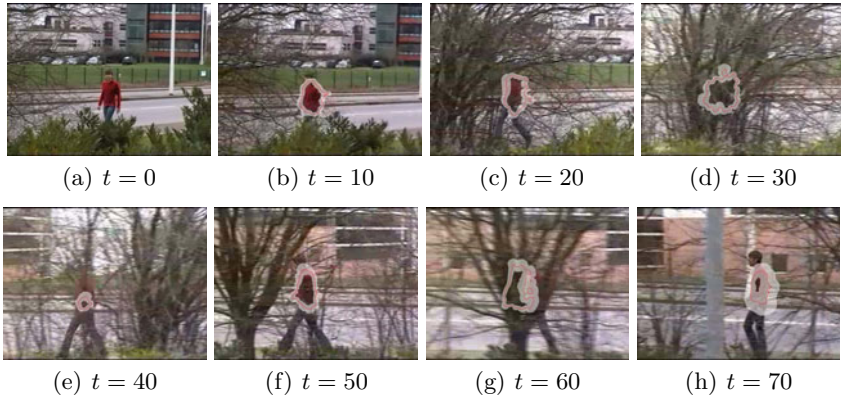 (a) t = 0
(b) t = 10
(c) t = 20
(d) t = 30
(e) t = 40
(f) t = 50
(g) t = 60
(h) t = 70